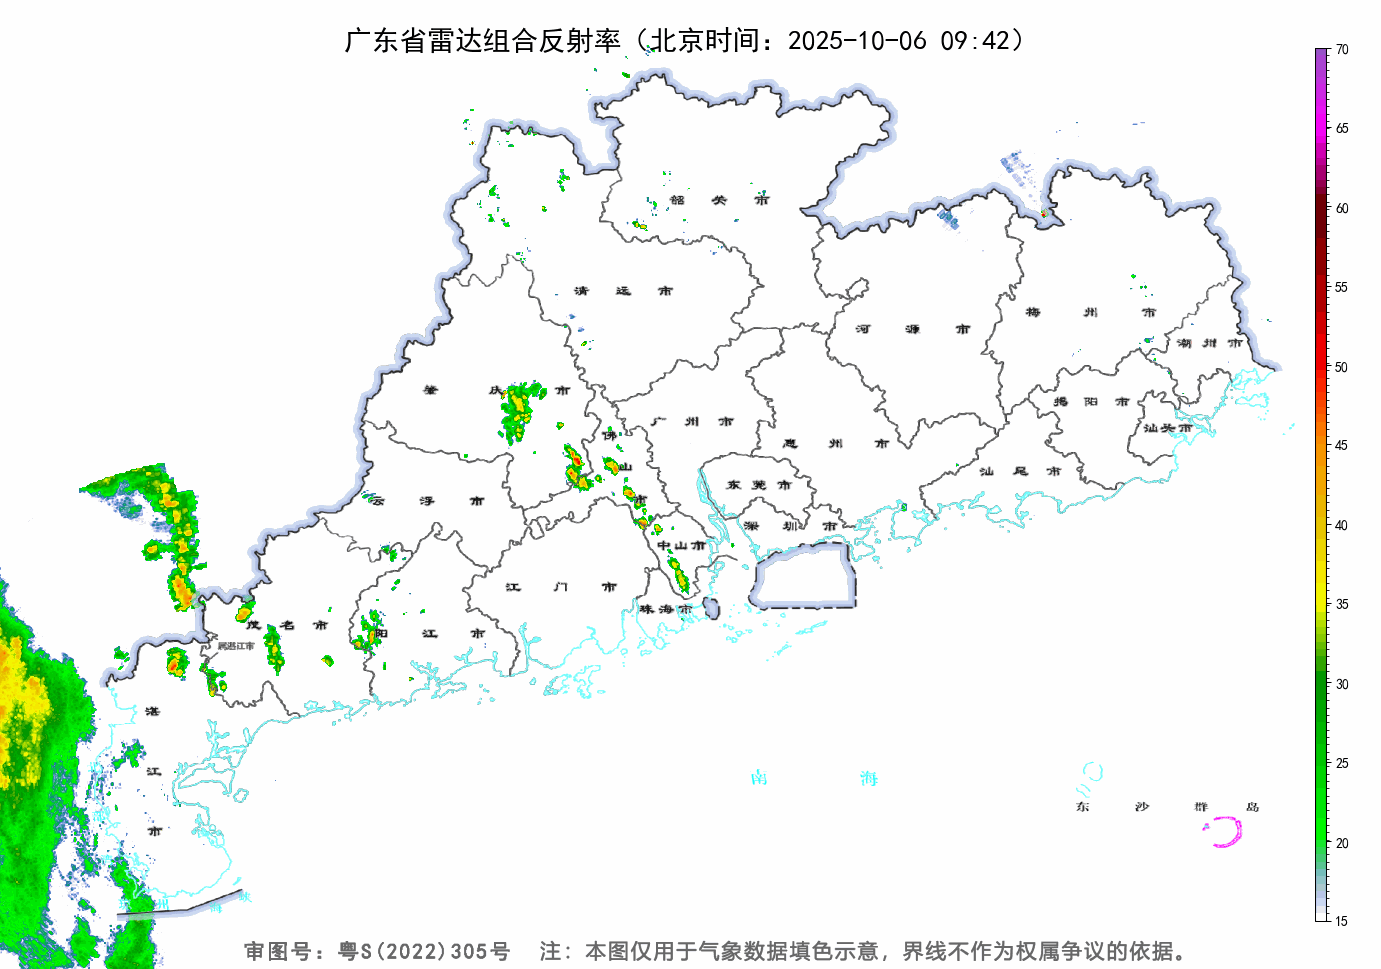 广东省雷达组合反射率（北京时间：2025-10-06 09:42）
70
65
60
55
50
45
40
35
30
25
20
15
韶关市
清远市
河源市
梅州市
潮州市
肇庆市
广州市
揭阳市
汕头市
佛山市
惠州市
汕尾市
云浮市
东莞市
深圳市
中山市
江门市
珠海市
茂名市
阳江市
属湛江市
湛江市
南海
东沙群岛
琼州海峡
审图号：粤S(2022)305号 注：本图仅用于气象数据填色示意，界线不作为权属争议的依据。